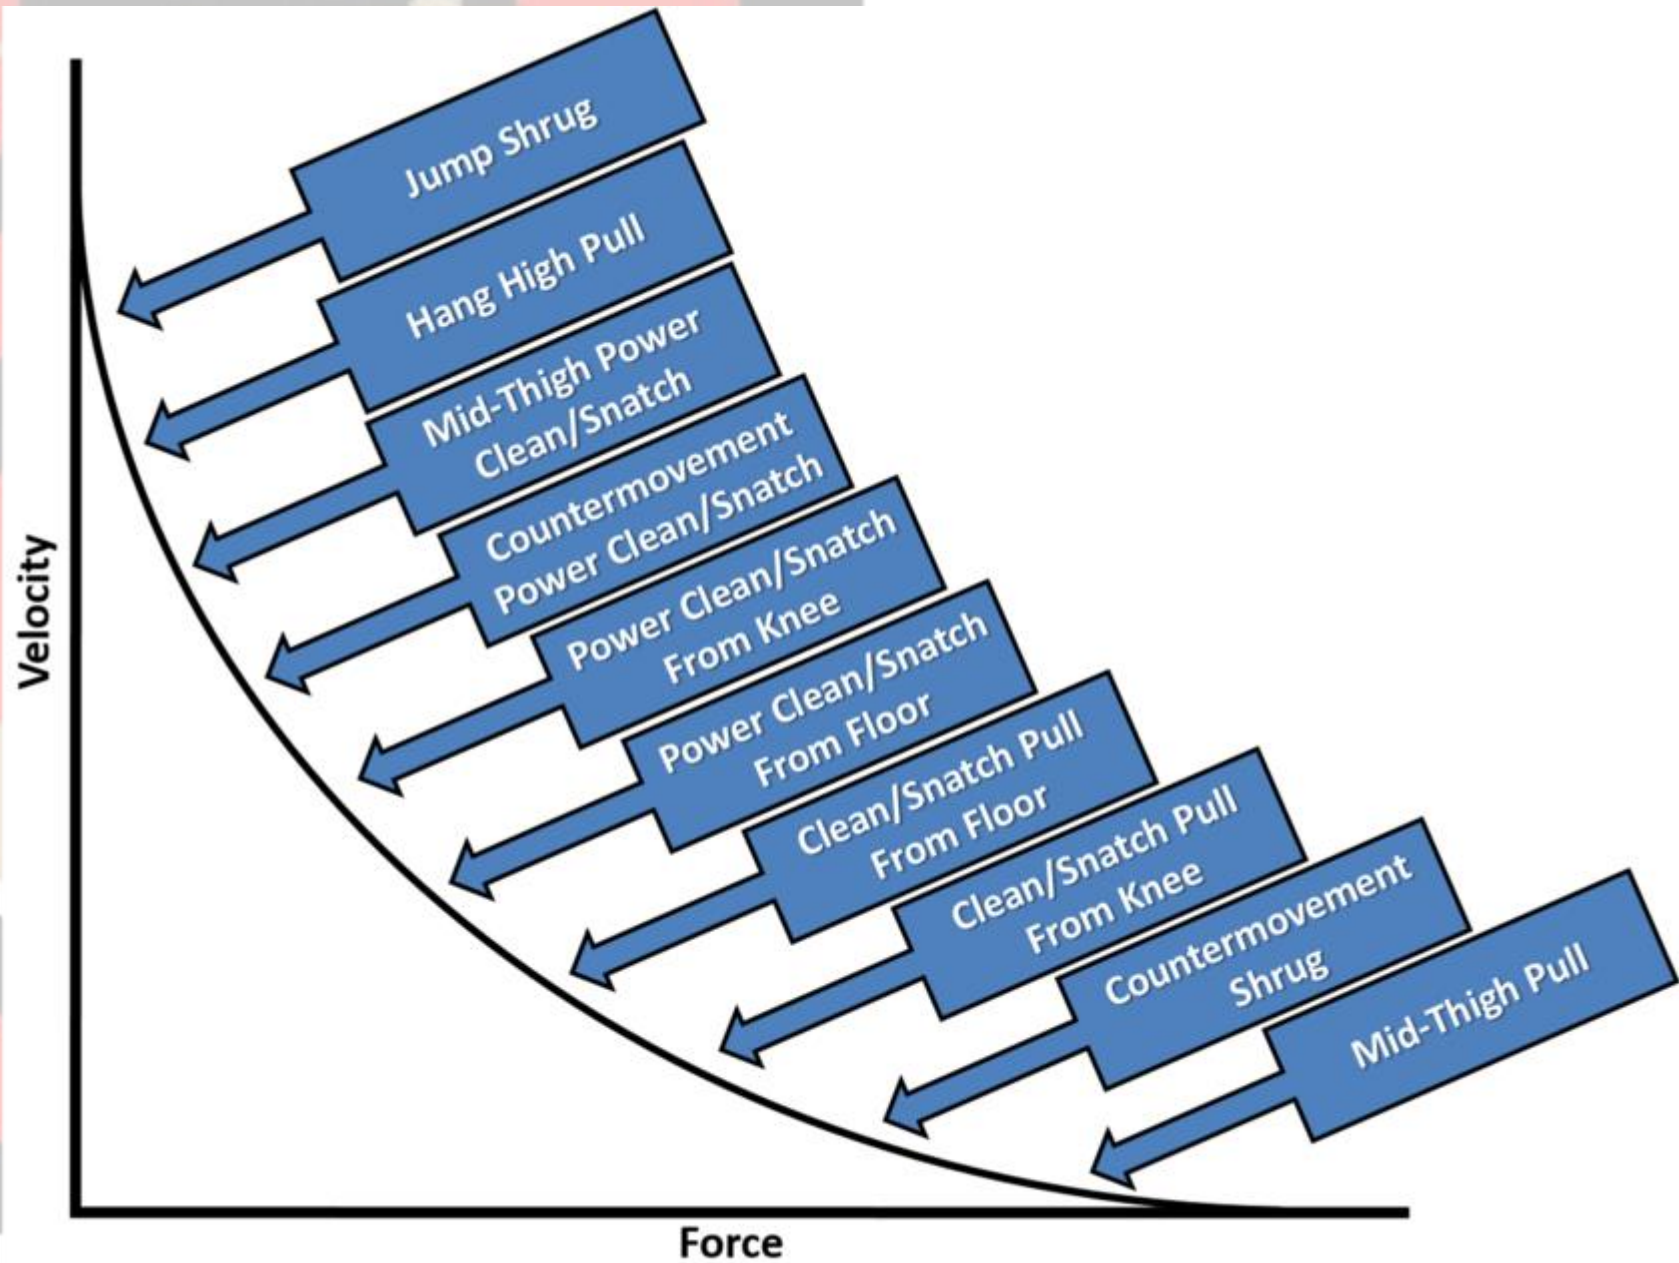 Jump Shrug
Hang High Pull
Mid-Thigh Power
Clean/Snatch
Countermovement
Power Clean/Snatch
Power Clean/Snatch
From Knee
Power Clean/Snatch
From Floor
Clean/Snatch Pull
From Floor
Clean/Snatch Pull
From Knee
Countermovement
Shrug
Mid-Thigh Pull
Velocity
Force